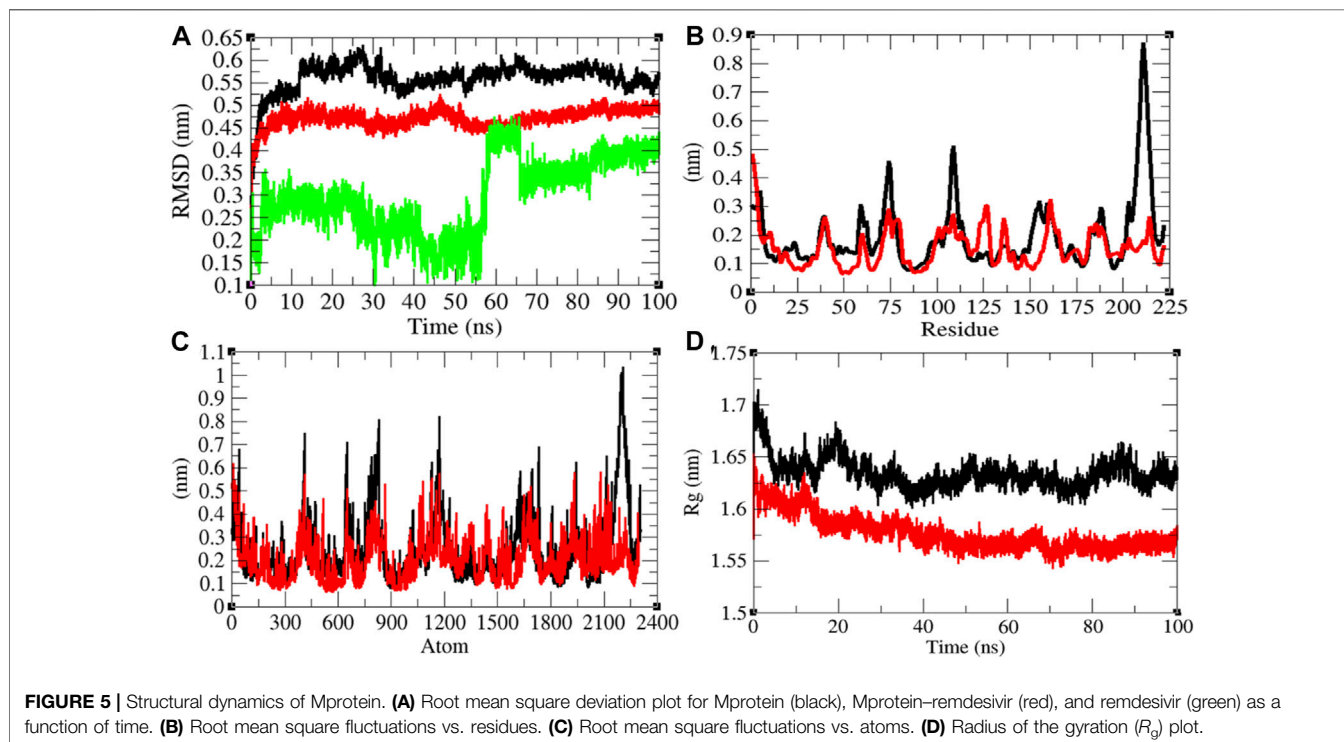 A
0.65
0.6
0.55
0.5
0.45
0.4
0.35
0.3
0.25
0.2
0.15
0.1
RMSD (nm)
0 10 20 30 40 50 60 70 80 90 100
Time (ns)
B
0.9
0.8
0.7
0.6
0.5
0.4
0.3
0.2
0.1
0
(nm)
0 25 50 75 100 125 150 175 200 225
Residue
C
1.1
1
0.9
0.8
0.7
0.6
0.5
0.4
0.3
0.2
0.1
0
(nm)
0 300 600 900 1200 1500 1800 2100 2400
Atom
D
1.75
1.7
1.65
1.6
1.55
1.5
Rg (nm)
0 20 40 60 80 100
Time (ns)
FIGURE 5 | Structural dynamics of Mprotein. (A) Root mean square deviation plot for Mprotein (black), Mprotein–remdesivir (red), and remdesivir (green) as a
function of time. (B) Root mean square fluctuations vs. residues. (C) Root mean square fluctuations vs. atoms. (D) Radius of the gyration (Rg) plot.